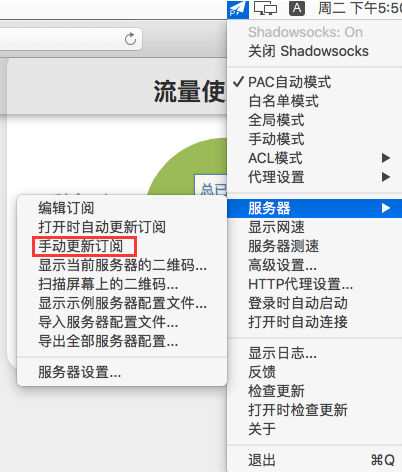 P↗
A
周二 下午5:50
Shadowsocks: On
关闭 Shadowsocks
流量使
✓ PAC自动模式
白名单模式
全局模式
手动模式
ACL模式
代理设置
总已
服务器
显示网速
服务器测速
高级设置...
HTTP代理设置...
登录时自动启动
打开时自动连接
显示日志...
反馈
检查更新
打开时检查更新
关于
退出 ⌘Q
编辑订阅
打开时自动更新订阅
手动更新订阅
显示当前服务器的二维码...
扫描屏幕上的二维码...
显示示例服务器配置文件...
导入服务器配置文件...
导出全部服务器配置...
服务器设置...